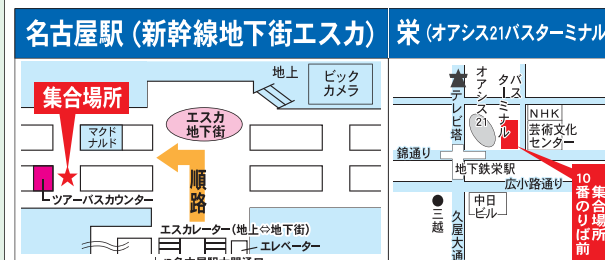 名古屋駅（新幹線地下街エスカ）
地上
ビック
カメラ
集合場所
エスカ
地下街
マクド
ナルド
順路
ツアーバスカウンター
エスカレーター（地上⇔地下街）
エレベーター
栄（オアシス21バスターミナル
テレビ塔
オアシス21
バス
ターミナル
NHK
芸術文化
センター
錦通り
地下鉄栄駅
広小路通り
集合場所
10番のりば前
●三越
中日
ビル
久屋大通